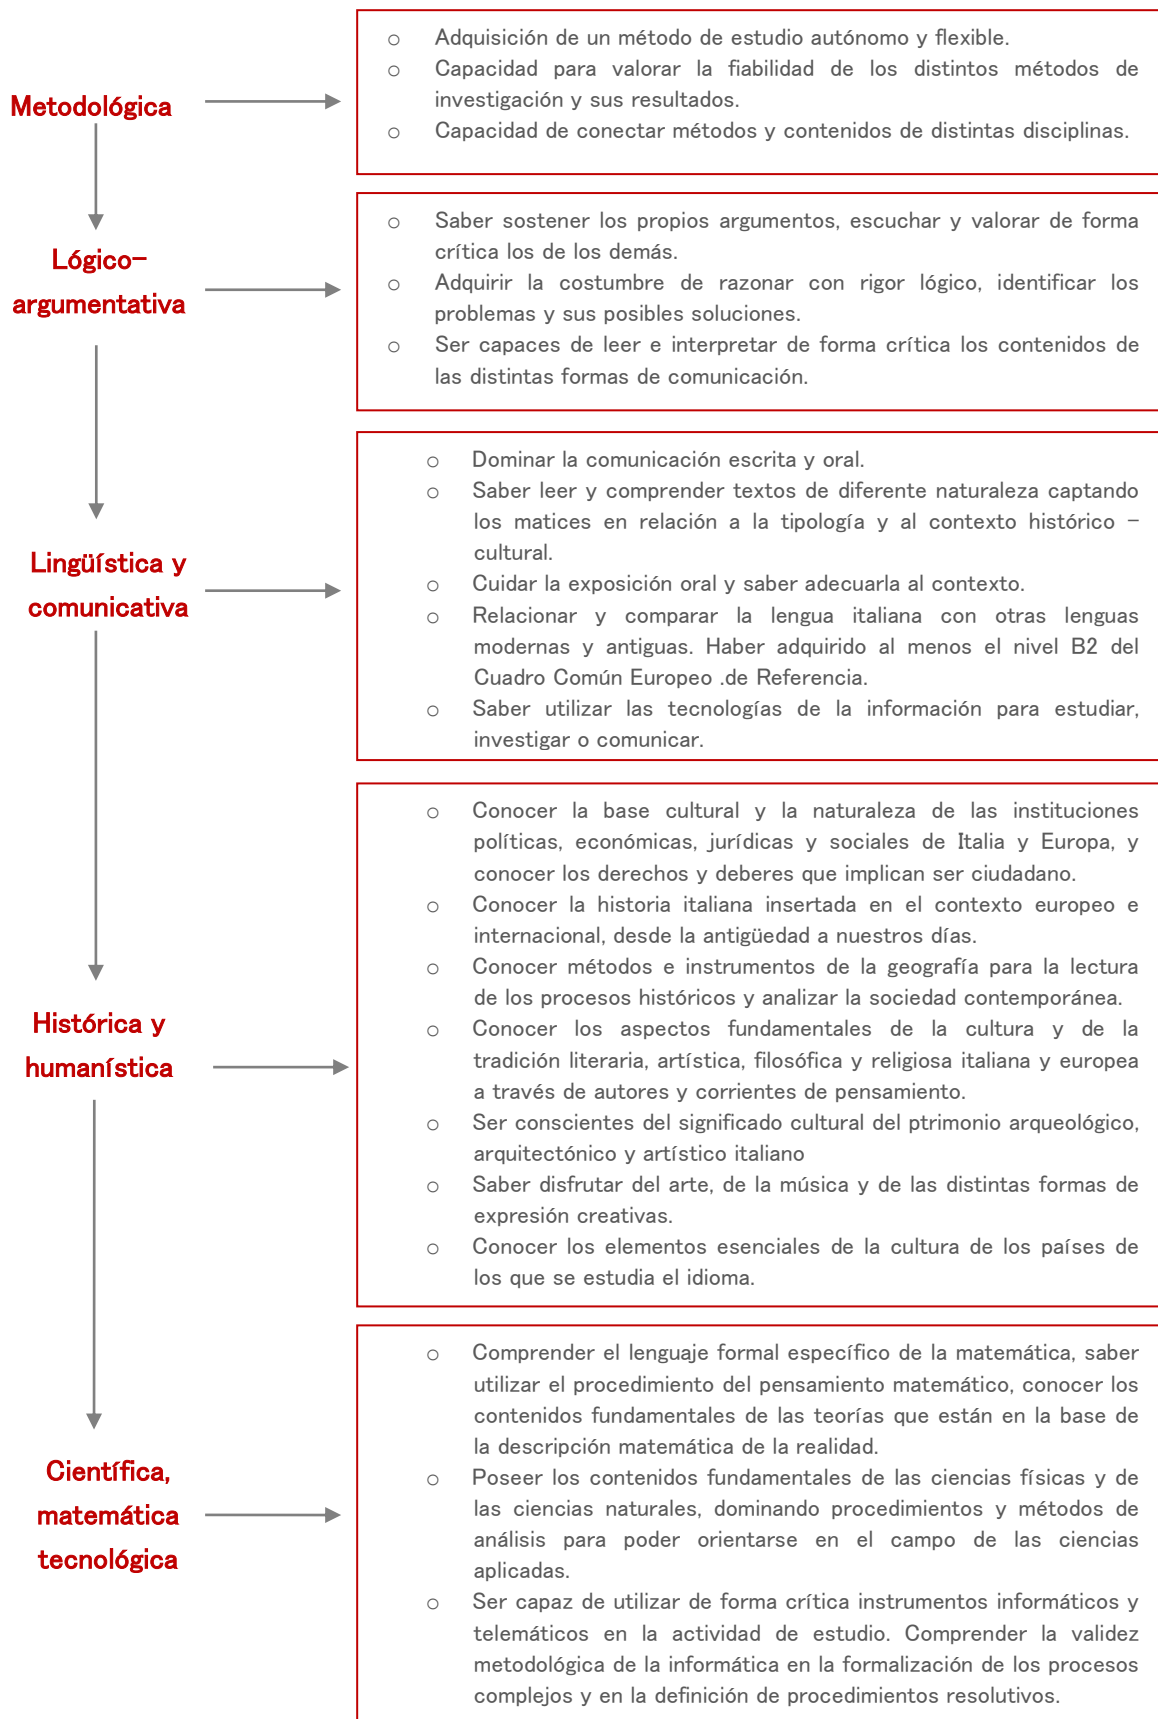 Metodológica
○ Adquisición de un método de estudio autónomo y flexible.
○ Capacidad para valorar la fiabilidad de los distintos métodos de
investigación y sus resultados.
○ Capacidad de conectar métodos y contenidos de distintas disciplinas.
Lógico-
argumentativa
○ Saber sostener los propios argumentos, escuchar y valorar de forma
crítica los de los demás.
○ Adquirir la costumbre de razonar con rigor lógico, identificar los
problemas y sus posibles soluciones.
○ Ser capaces de leer e interpretar de forma crítica los contenidos de
las distintas formas de comunicación.
Lingüística y
comunicativa
○ Dominar la comunicación escrita y oral.
○ Saber leer y comprender textos de diferente naturaleza captando
los matices en relación a la tipología y al contexto histórico –
cultural.
○ Cuidar la exposición oral y saber adecuarla al contexto.
○ Relacionar y comparar la lengua italiana con otras lenguas
modernas y antiguas. Haber adquirido al menos el nivel B2 del
Cuadro Común Europeo .de Referencia.
○ Saber utilizar las tecnologías de la información para estudiar,
investigar o comunicar.
Histórica y
humanística
○ Conocer la base cultural y la naturaleza de las instituciones
políticas, económicas, jurídicas y sociales de Italia y Europa, y
conocer los derechos y deberes que implican ser ciudadano.
○ Conocer la historia italiana insertada en el contexto europeo e
internacional, desde la antigüedad a nuestros días.
○ Conocer métodos e instrumentos de la geografía para la lectura
de los procesos históricos y analizar la sociedad contemporánea.
○ Conocer los aspectos fundamentales de la cultura y de la
tradición literaria, artística, filosófica y religiosa italiana y europea
a través de autores y corrientes de pensamiento.
○ Ser conscientes del significado cultural del ptrimonio arqueológico,
arquitectónico y artístico italiano
○ Saber disfrutar del arte, de la música y de las distintas formas de
expresión creativas.
○ Conocer los elementos esenciales de la cultura de los países de
los que se estudia el idioma.
Científica,
matemática
tecnológica
○ Comprender el lenguaje formal específico de la matemática, saber
utilizar el procedimiento del pensamiento matemático, conocer los
contenidos fundamentales de las teorías que están en la base de
la descripción matemática de la realidad.
○ Poseer los contenidos fundamentales de las ciencias físicas y de
las ciencias naturales, dominando procedimientos y métodos de
análisis para poder orientarse en el campo de las ciencias
aplicadas.
○ Ser capaz de utilizar de forma crítica instrumentos informáticos y
telemáticos en la actividad de estudio. Comprender la validez
metodológica de la informática en la formalización de los procesos
complejos y en la definición de procedimientos resolutivos.